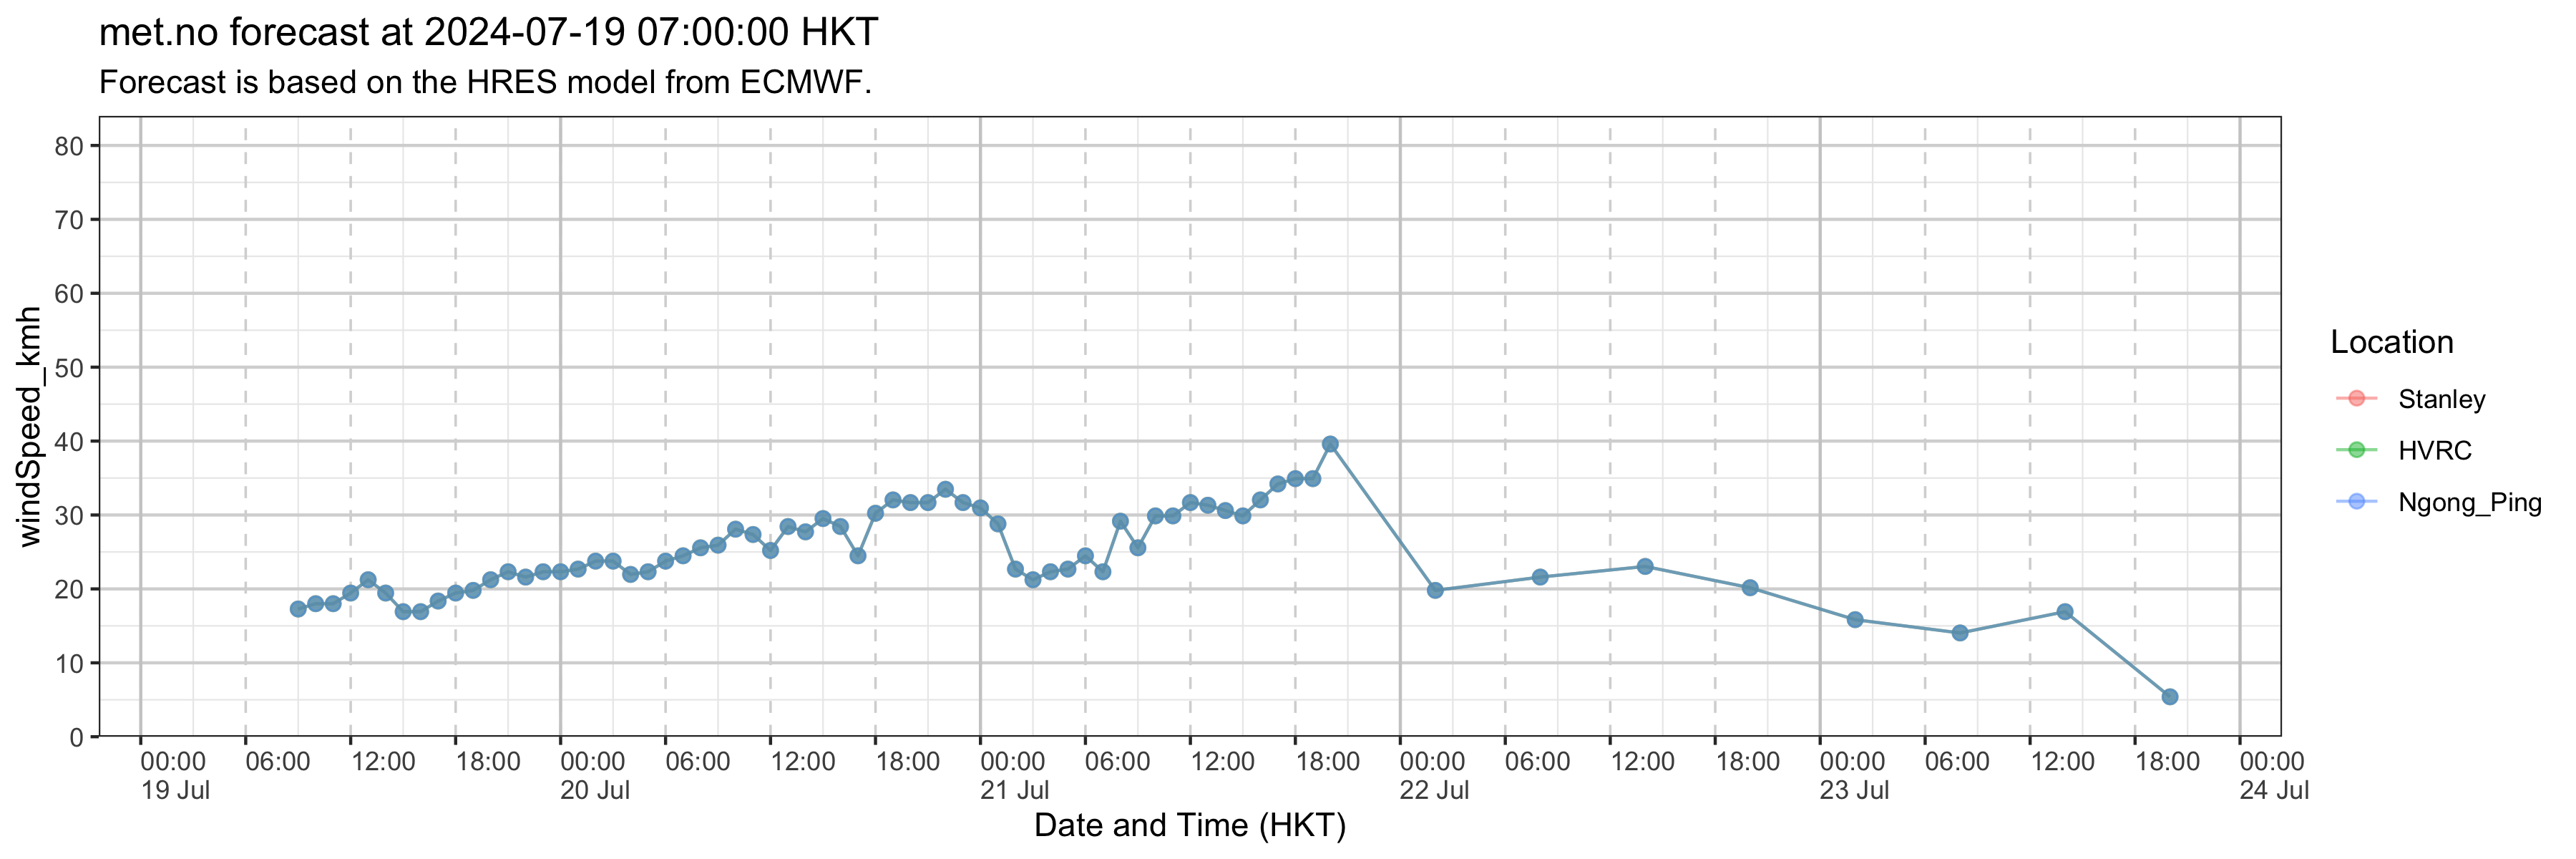 met.no forecast at 2024-07-19 07:00:00 HKT
Forecast is based on the HRES model from ECMWF.
windSpeed_kmh
80
70
60
50
40
30
20
10
0
00:00 06:00 12:00 18:00 00:00 06:00 12:00 18:00 00:00 06:00 12:00 18:00 00:00 06:00 12:00 18:00 00:00 06:00 12:00 18:00 00:00
19 Jul 20 Jul 21 Jul 22 Jul 23 Jul 24 Jul
Date and Time (HKT)
Location
Stanley
HVRC
Ngong_Ping